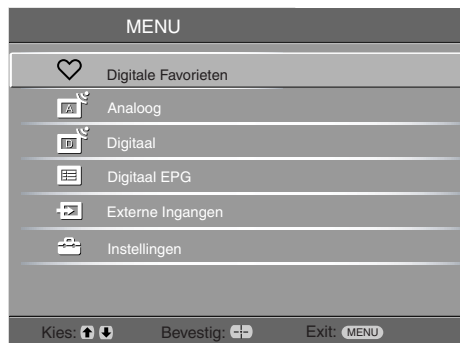 MENU
Digitale Favorieten
A Analoog
D Digitaal
Digitaal EPG
Externe Ingangen
Instellingen
Kies: Bevestig: Exit: MENU